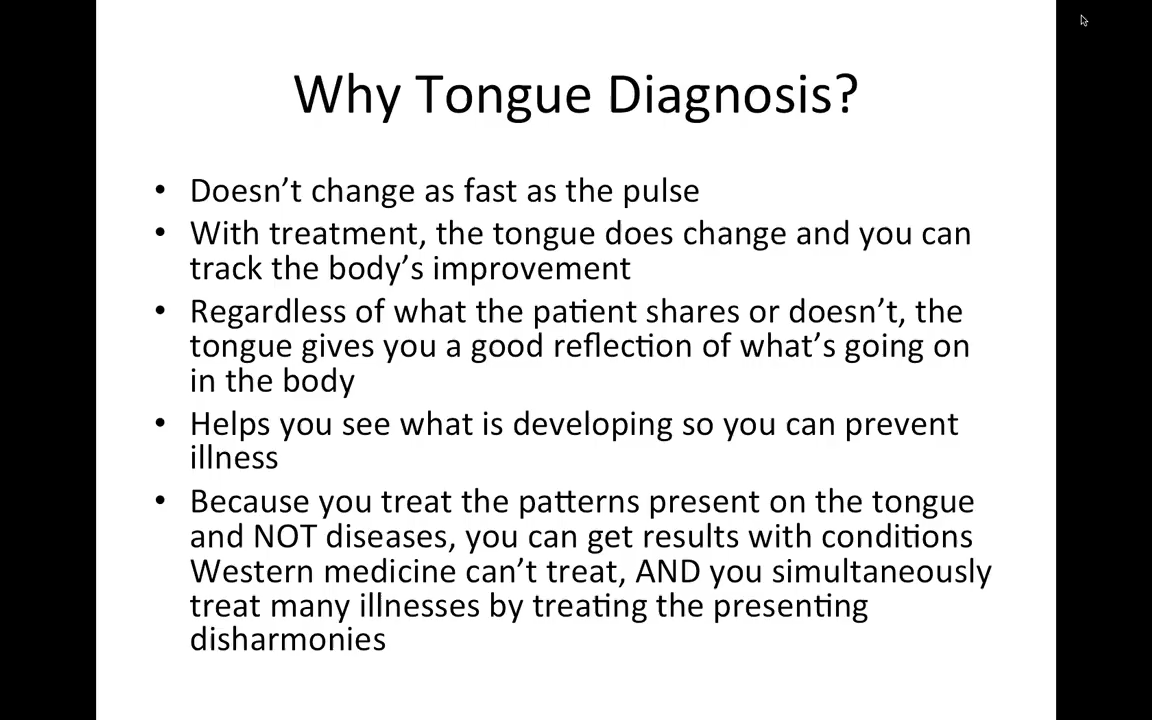 Why Tongue Diagnosis?
• Doesn’t change as fast as the pulse
• With treatment, the tongue does change and you can
track the body’s improvement
• Regardless of what the patient shares or doesn’t, the
tongue gives you a good reflection of what’s going on
in the body
• Helps you see what is developing so you can prevent
illness
• Because you treat the patterns present on the tongue
and NOT diseases, you can get results with conditions
Western medicine can’t treat, AND you simultaneously
treat many illnesses by treating the presenting
disharmonies